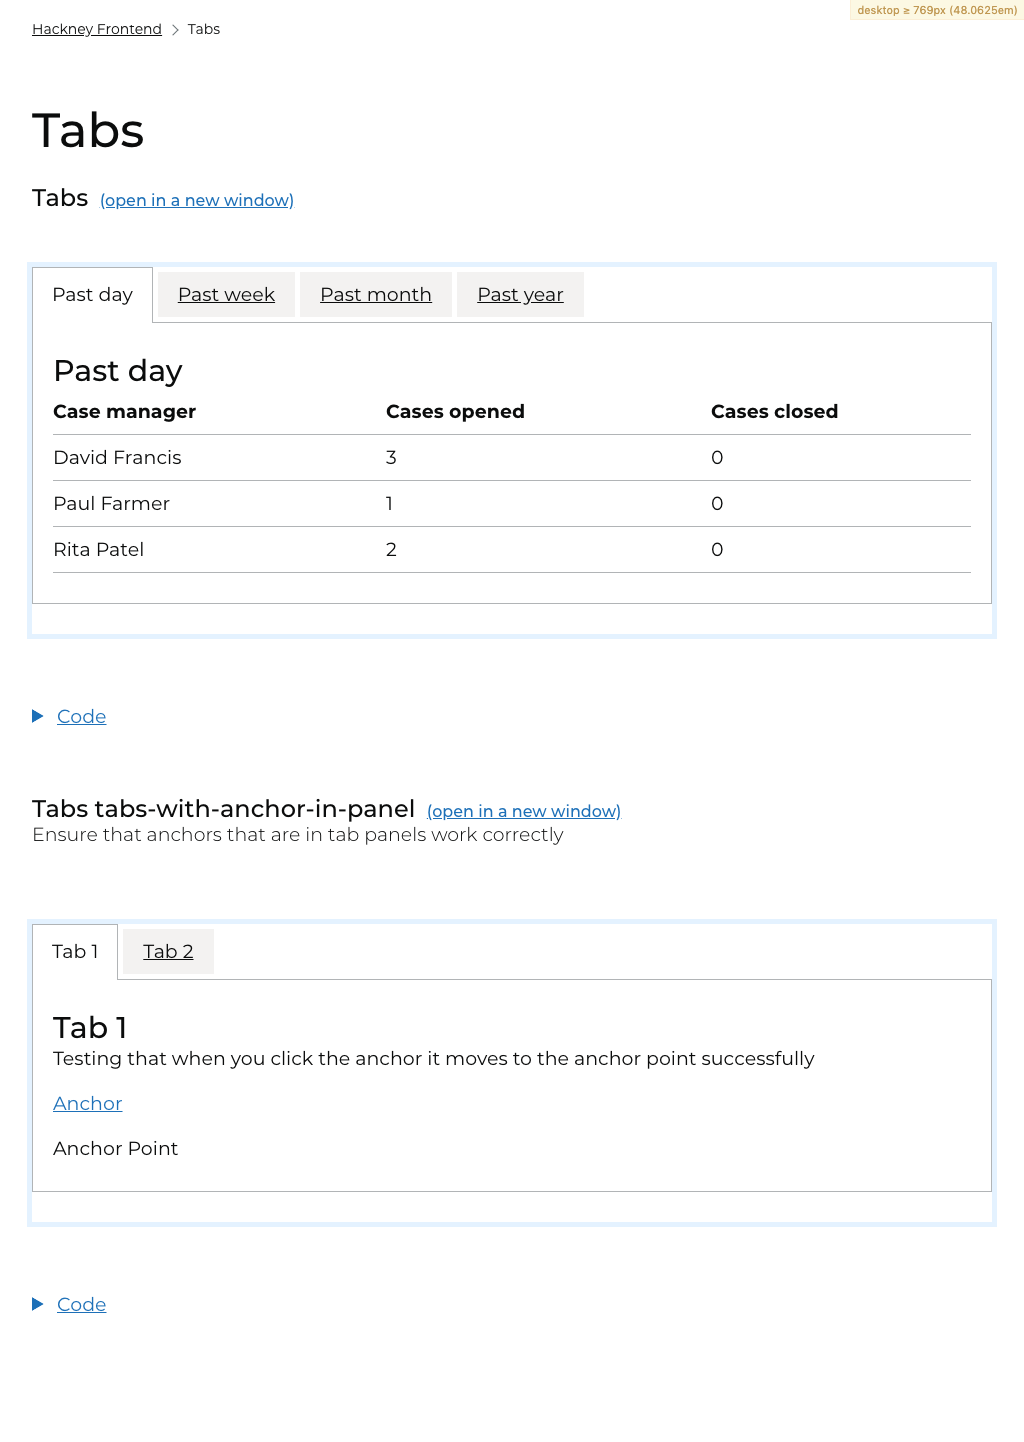 desktop ≥ 769px (48.0625em)
Hackney Frontend Tabs
Tabs
Tabs (open in a new window)
Past day Past week Past month Past year
Past day
Case manager Cases opened Cases closed
David Francis 3 0
Paul Farmer 1 0
Rita Patel 2 0
Code
Tabs tabs-with-anchor-in-panel (open in a new window)
Ensure that anchors that are in tab panels work correctly
Tab 1 Tab 2
Tab 1
Testing that when you click the anchor it moves to the anchor point successfully
Anchor
Anchor Point
Code